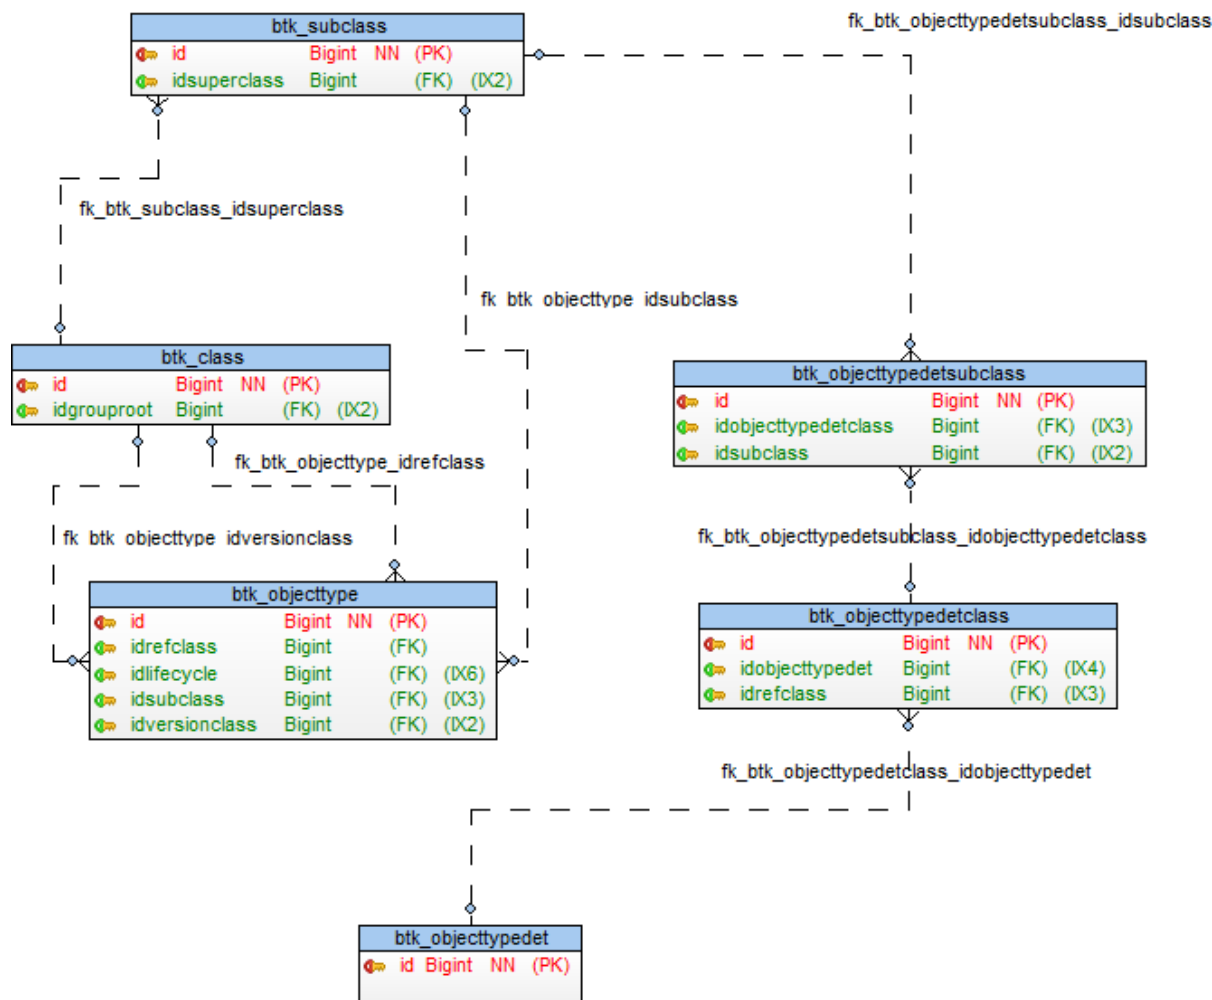 fk_btk_objecttypedetsubclass_idsubclass
btk_subclass
id Bigint NN (PK)
idsuperclass Bigint (FK) (IX2)
fk_btk_subclass_idsuperclass
fk_btk_objecttype_idsubclass
btk_class
id Bigint NN (PK)
idgrouproot Bigint (FK) (IX2)
btk_objecttypedetsubclass
id Bigint NN (PK)
idobjecttypedetclass Bigint (FK) (IX3)
idsubclass Bigint (FK) (IX2)
fk_btk_objecttype_idrefclass
fk_btk_objecttype_idversionclass
fk_btk_objecttypedetsubclass_idobjecttypedetclass
btk_objecttype
id Bigint NN (PK)
idrefclass Bigint (FK)
idlifecycle Bigint (FK) (IX6)
idsubclass Bigint (FK) (IX3)
idversionclass Bigint (FK) (IX2)
btk_objecttypedetclass
id Bigint NN (PK)
idobjecttypedet Bigint (FK) (IX4)
idrefclass Bigint (FK) (IX3)
fk_btk_objecttypedetclass_idobjecttypedet
btk_objecttypedet
id Bigint NN (PK)